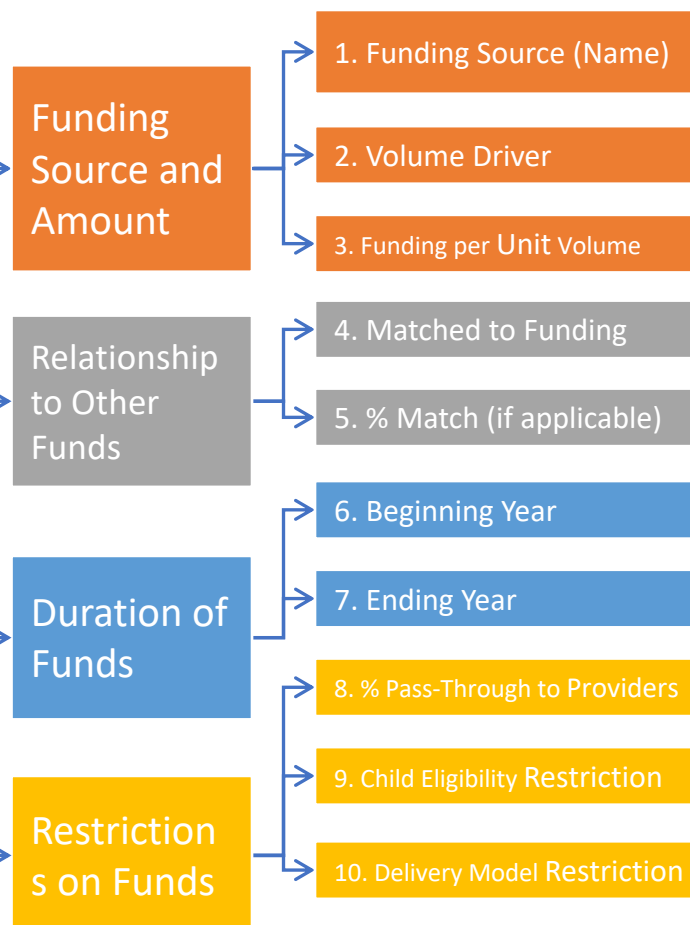 Funding
Source and
Amount
1. Funding Source (Name)
2. Volume Driver
3. Funding per Unit Volume
Relationship
to Other
Funds
4. Matched to Funding
5. % Match (if applicable)
Duration of
Funds
6. Beginning Year
7. Ending Year
Restriction
s on Funds
8. % Pass-Through to Providers
9. Child Eligibility Restriction
10. Delivery Model Restriction